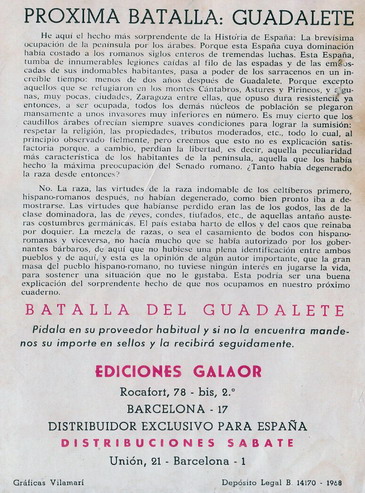 PROXIMA BATALLA: GUADALETE
He aquí el hecho más sorprendente de la História de España: La brevísima
ocupación de la península por los árabes. Porque esta España cuya dominación
había costado a los romanos siglos enteros de tremendas luchas. Esta España,
tumba de innumerables legiones caídas al filo de las espadas y de las embos-
cadas de sus indomables habitantes, pasa a poder de los sarracenos en un in-
creíble tiempo: menos de dos años después de Guadalete. Porque excepto
aquellos que se refugiaron en los montes Cántabros, Astures y Pirineos, y algu-
nas, muy pocas, ciudades, Zaragoza entre ellas, que opuso dura resistencia ya
entonces, a ser ocupada, todos los demás núcleos de población se plegaron
mansamente a unos invasores muy inferiores en número. Es muy cierto que los
caudillos árabes ofrecían siempre suaves condiciones para lograr la sumisión:
respetar la religión, las propiedades, tributos moderados, etc., todo lo cual, al
principio observado fielmente, pero creemos que esto no es explicación satis-
factoria porque, a cambio, perdían la libertad, es decir, aquella peculiaridad
más característica de los habitantes de la península, aquella que los había
hecho la máxima preocupación del Senado romano. ¿Tanto había degenerado
la raza desde entonces?
No. La raza, las virtudes de la raza indomable de los celtíberos primero,
hispano-romanos después, no habían degenerado, como bien pronto iba a de-
mostrarse. Las virtudes que habíanse perdido eran las de los godos, las de la
clase dominadora, las de reyes, condes, tiufados, etc., de aquellas antaño auste-
ras costumbres germánicas. El país estaba harto de ellos y del caos que reinaba
por doquier. La mezcla de razas, o sea el casamiento de bodos con hispano-
romanas y viceversa, no hacía mucho que se había autorizado por los gober-
nantes bárbaros, de aquí que no hubiese una plena identificación entre ambos
pueblos y de aquí, y esta es la opinión de algún autor importante, que la gran
masa del pueblo hispano-romano, no tuviese ningún interés en jugarse la vida,
para sostener una situación que no le gustaba. Esta podría ser una buena
explicación del sorprendente hecho de que nos ocupamos en nuestro próximo
cuaderno.
BATALLA DEL GUADALETE
Pídala en su proveedor habitual y si no la encuentra mande-
nos su importe en sellos y la recibirá seguidamente.
EDICIONES GALAOR
Rocafort, 78 - bis, 2.º
BARCELONA - 17
DISTRIBUIDOR EXCLUSIVO PARA ESPAÑA
DISTRIBUCIONES SABATE
Unión, 21 - Barcelona - 1
Gráficas Vilamarí Depósito Legal B. 14170 - 1968